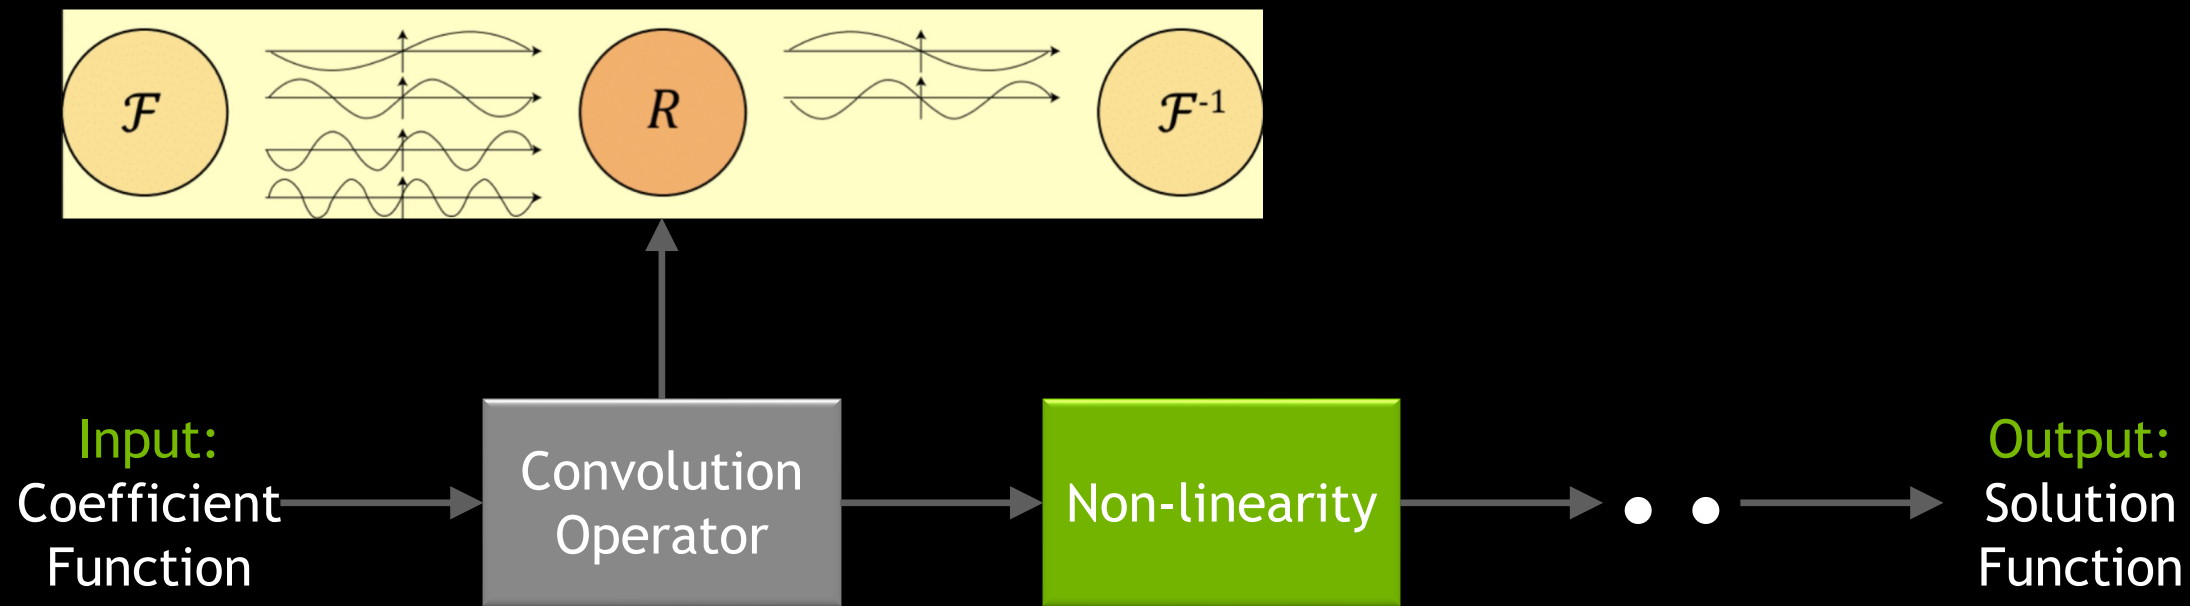 ℱ
R
ℱ⁻¹
Input:
Coefficient
Function
Convolution
Operator
Non-linearity
Output:
Solution
Function